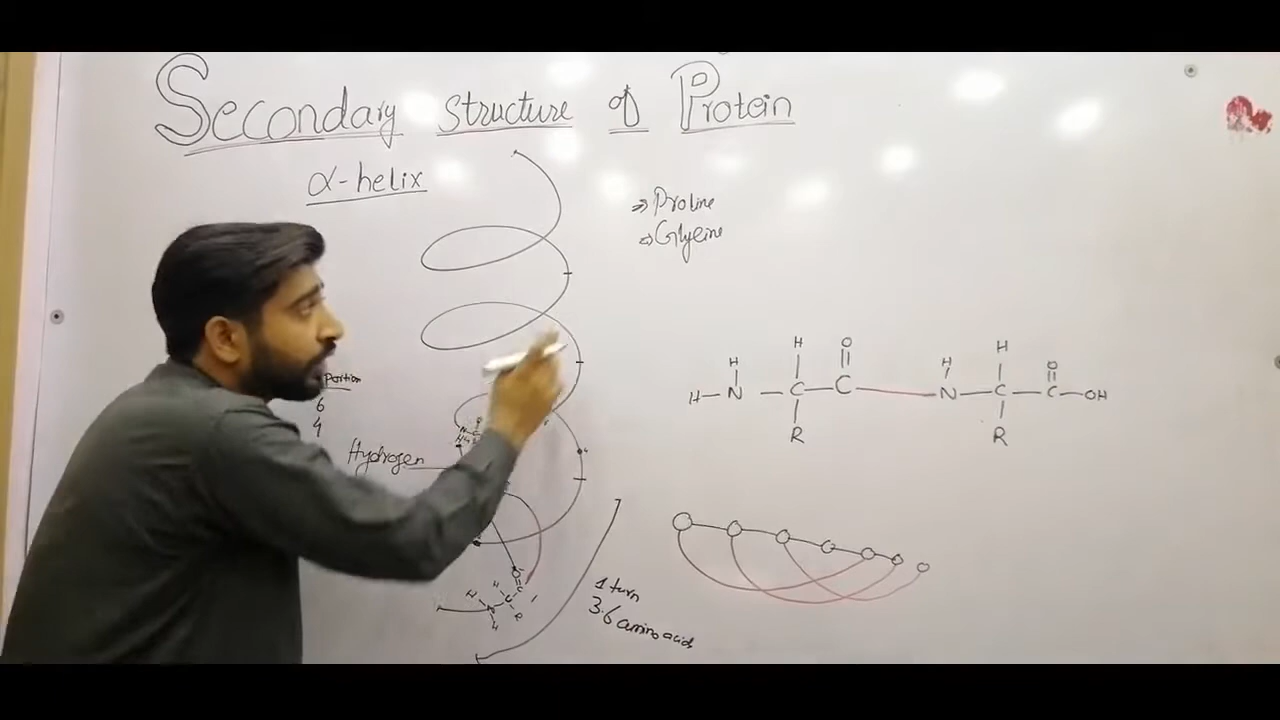 Secondary structure of Protein
α-helix
⇒ Proline
⇒ Glycine
Position
6
4
Hydrogen
H O H O
H H
H — N — C — C — N — C — C — OH
R R
1 turn
3.6 amino acids